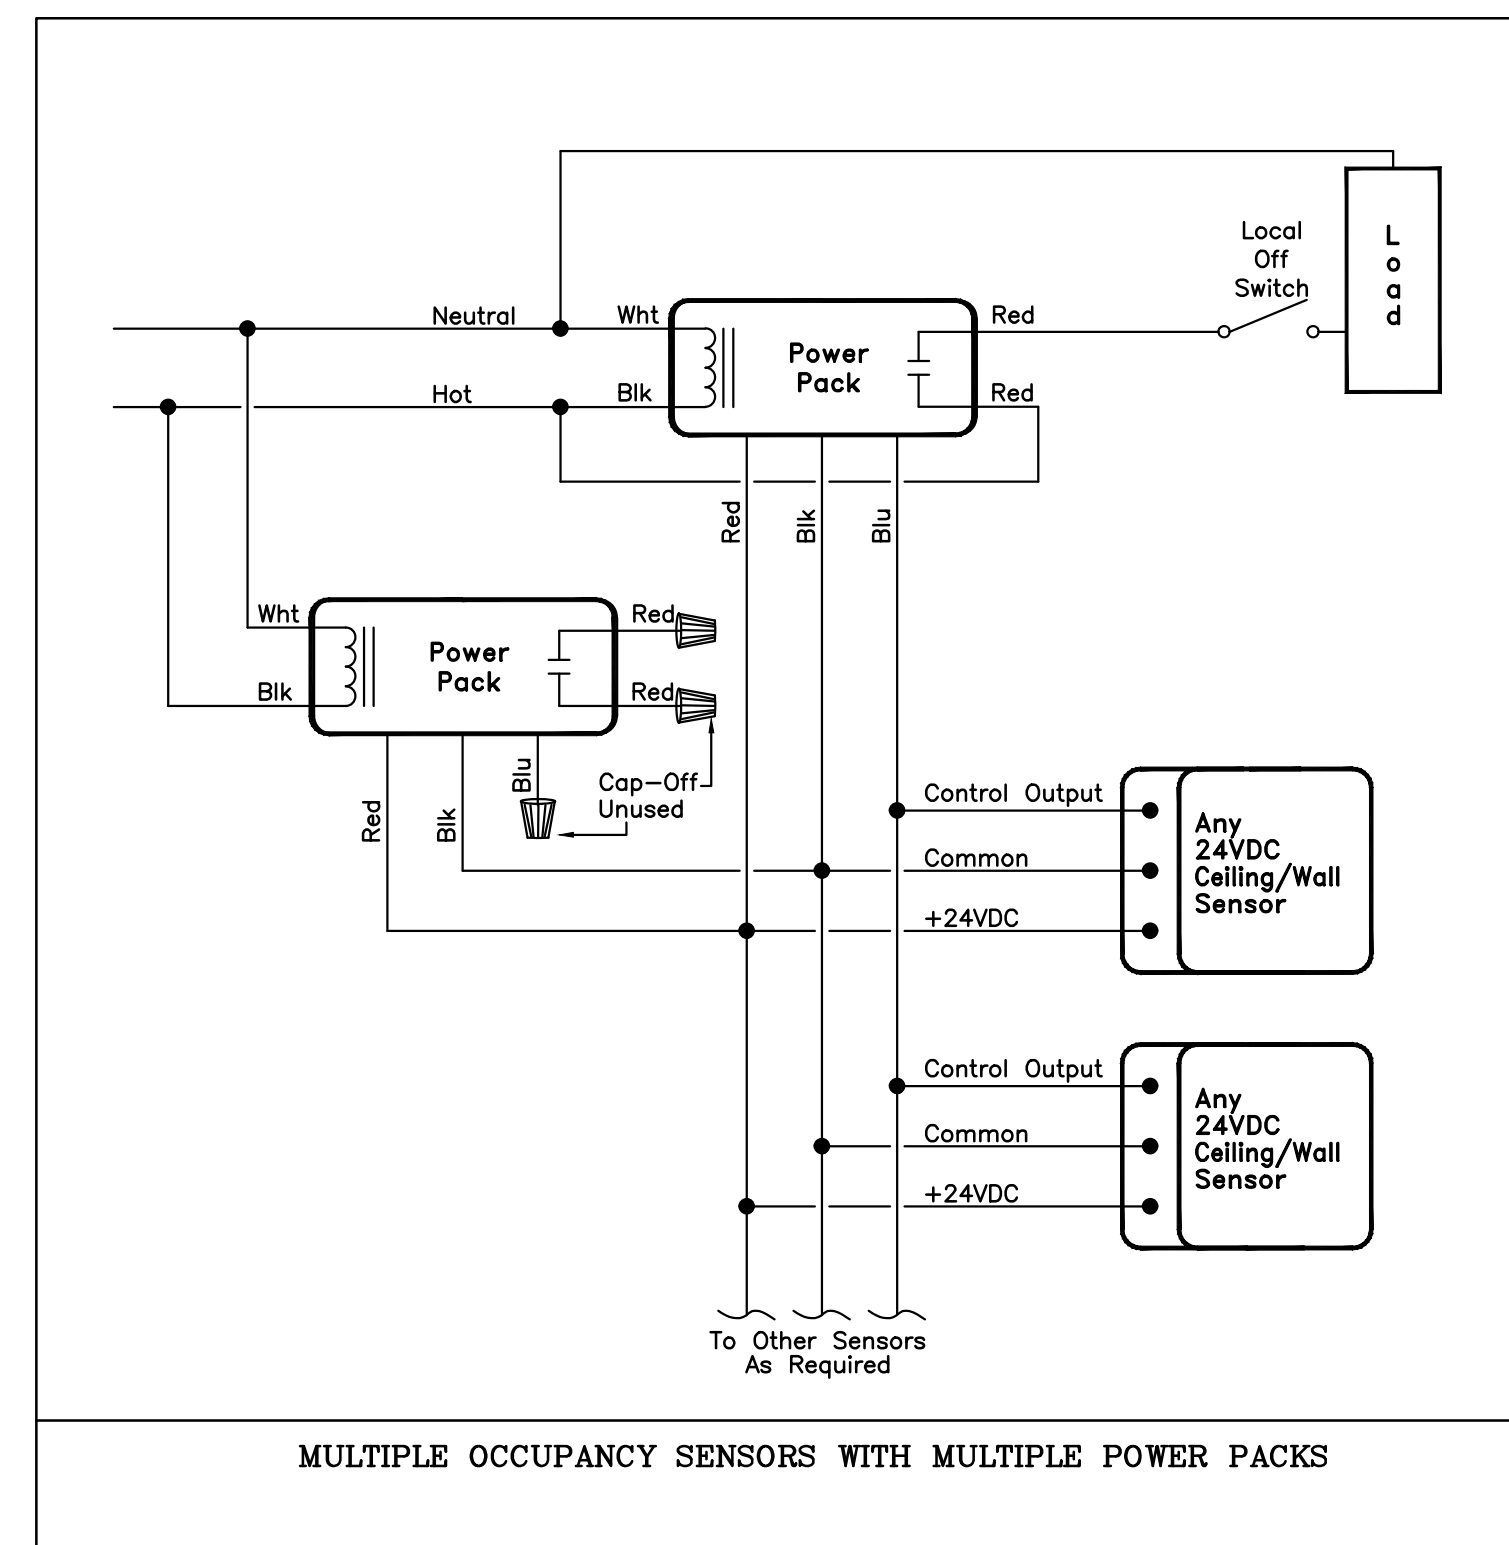 Local
Off
Switch
L
o
a
d
Neutral
Wht
Red
Power
Pack
Hot
Blk
Red
Red
Blk
Blu
Wht
Red
Power
Pack
Blk
Red
Red
Blk
Blu
Cap-Off
Unused
Control Output
Common
+24VDC
Any
24VDC
Ceiling/Wall
Sensor
Control Output
Common
+24VDC
Any
24VDC
Ceiling/Wall
Sensor
To Other Sensors
As Required
MULTIPLE OCCUPANCY SENSORS WITH MULTIPLE POWER PACKS